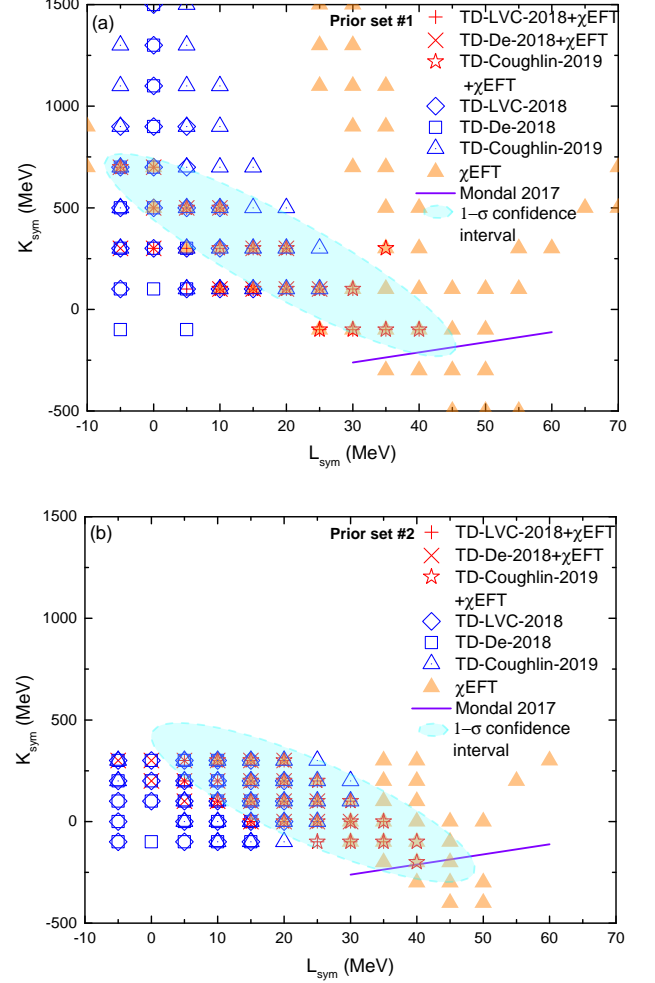 (a)
Prior set #1
TD-LVC-2018+χEFT
TD-De-2018+χEFT
TD-Coughlin-2019
+χEFT
TD-LVC-2018
TD-De-2018
TD-Coughlin-2019
χEFT
Mondal 2017
1–σ confidence
interval
1500
1000
500
0
-500
K_sym (MeV)
-10 0 10 20 30 40 50 60 70
L_sym (MeV)
(b)
Prior set #2
TD-LVC-2018+χEFT
TD-De-2018+χEFT
TD-Coughlin-2019
+χEFT
TD-LVC-2018
TD-De-2018
TD-Coughlin-2019
χEFT
Mondal 2017
1–σ confidence
interval
1500
1000
500
0
-500
K_sym (MeV)
-10 0 10 20 30 40 50 60 70
L_sym (MeV)